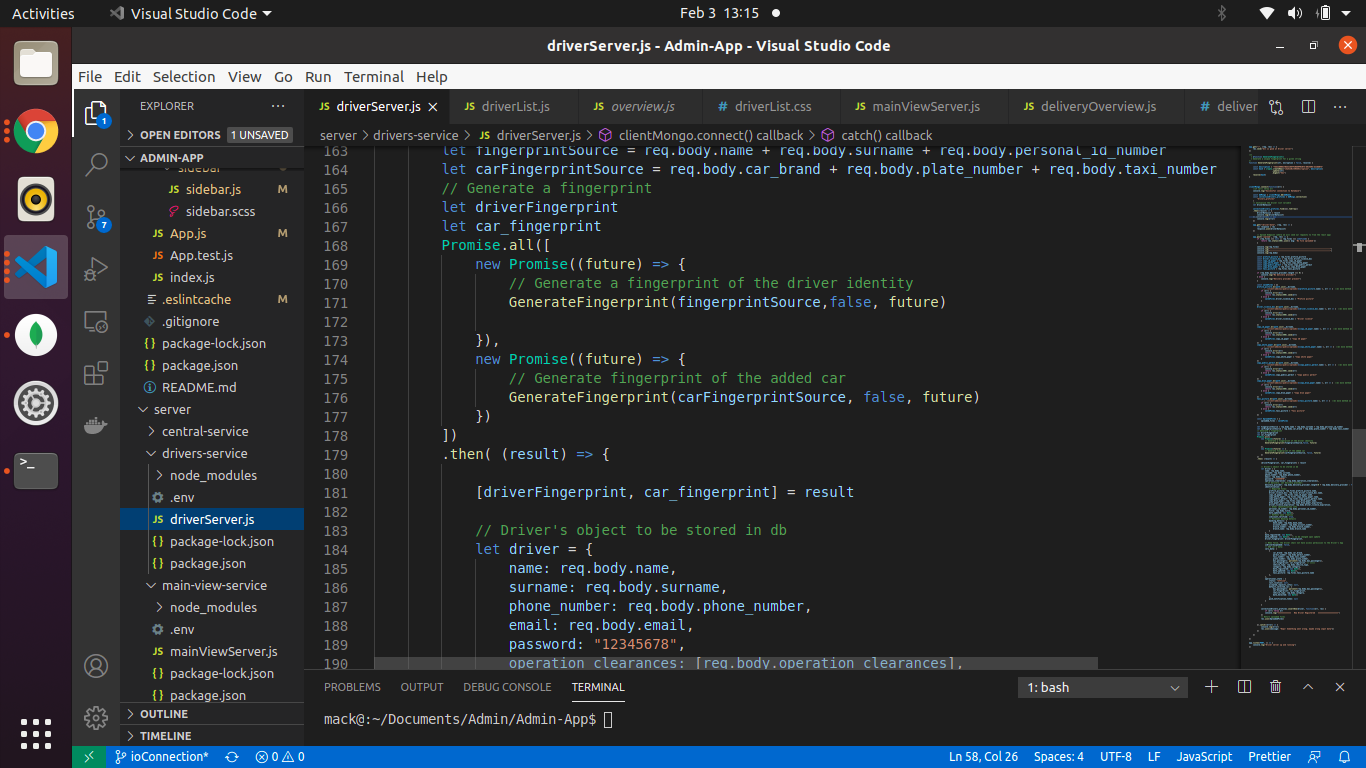 Activities
Visual Studio Code
Feb 3 13:15
driverServer.js - Admin-App - Visual Studio Code
File Edit Selection View Go Run Terminal Help
1
7
EXPLORER
OPEN EDITORS 1 UNSAVED
ADMIN-APP
sidebar
JS sidebar.js M
sidebar.scss
JS App.js M
JS App.test.js
JS index.js
.eslintcache M
.gitignore
{ } package-lock.json
{ } package.json
README.md
server
central-service
drivers-service
node_modules
.env
JS driverServer.js
{ } package-lock.json
{ } package.json
main-view-service
node_modules
.env
JS mainViewServer.js
{ } package-lock.json
{ } package.json
OUTLINE
TIMELINE
JS driverServer.js JS driverList.js JS overview.js # driverList.css JS mainViewServer.js JS deliveryOverview.js # deliver
server > drivers-service > JS driverServer.js > clientMongo.connect() callback > catch() callback
163 let fingerprintSource = req.body.name + req.body.surname + req.body.personal_id_number
164 let carFingerprintSource = req.body.car_brand + req.body.plate_number + req.body.taxi_number
165 // Generate a fingerprint
166 let driverFingerprint
167 let car_fingerprint
168 Promise.all([
169 new Promise((future) => {
170 // Generate a fingerprint of the driver identity
171 GenerateFingerprint(fingerprintSource,false, future)
172
173 }),
174 new Promise((future) => {
175 // Generate fingerprint of the added car
176 GenerateFingerprint(carFingerprintSource, false, future)
177 })
178 ])
179 .then( (result) => {
180
181 [driverFingerprint, car_fingerprint] = result
182
183 // Driver's object to be stored in db
184 let driver = {
185 name: req.body.name,
186 surname: req.body.surname,
187 phone_number: req.body.phone_number,
188 email: req.body.email,
189 password: "12345678",
190 operation_clearances: [req.body.operation_clearances],
PROBLEMS OUTPUT DEBUG CONSOLE TERMINAL
1: bash
mack@:~/Documents/Admin/Admin-App$
ioConnection* 0 0 Ln 58, Col 26 Spaces: 4 UTF-8 LF JavaScript Prettier